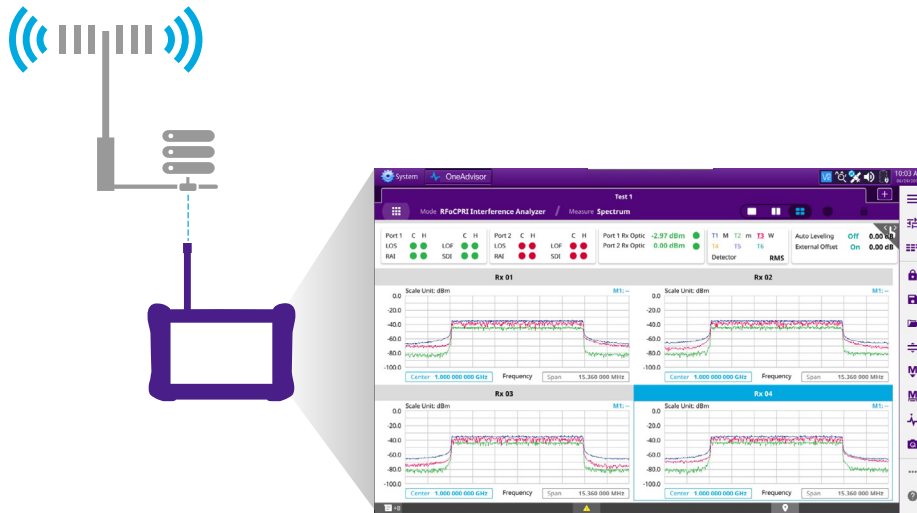 System OneAdvisor VE 10:03 A
Test 1
Mode RFoCPRI Interference Analyzer / Measure Spectrum
Port 1 C H C H Port 2 C H C H Port 1 Rx Optic -2.97 dBm T1 M T2 m T3 W Auto Leveling Off 0.00 dB
LOS LOF LOS LOF Port 2 Rx Optic 0.00 dBm T4 T5 T6 External Offset On 0.00 dB
RAI SDI RAI SDI Detector RMS
Rx 01 Rx 02
Scale Unit: dBm M1: -- Scale Unit: dBm M1: --
0.0 0.0
-20.0 -20.0
-40.0 -40.0
-60.0 -60.0
-80.0 -80.0
-100.0 -100.0
Center 1.000 000 000 GHz Frequency Span 15.360 000 MHz Center 1.000 000 000 GHz Frequency Span 15.360 000 MHz
Rx 03 Rx 04
Scale Unit: dBm M1: -- Scale Unit: dBm M1: --
0.0 0.0
-20.0 -20.0
-40.0 -40.0
-60.0 -60.0
-80.0 -80.0
-100.0 -100.0
Center 1.000 000 000 GHz Frequency Span 15.360 000 MHz Center 1.000 000 000 GHz Frequency Span 15.360 000 MHz